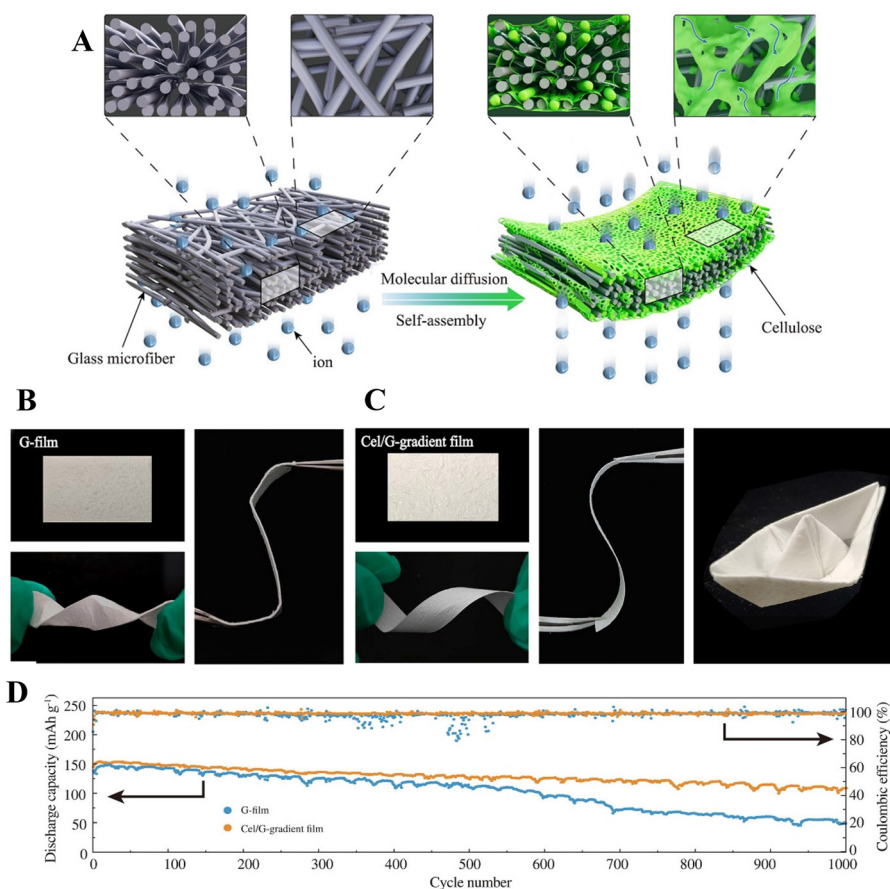 A
Molecular diffusion
Self-assembly
Glass microfiber
ion
Cellulose
B
C
G-film
Cel/G-gradient film
D
Discharge capacity (mAh g⁻¹)
250
200
150
100
50
0
G-film
Cel/G-gradient film
100
80
60
40
20
0
Coulombic efficiency (%)
0
100
200
300
400
500
600
700
800
900
1000
Cycle number